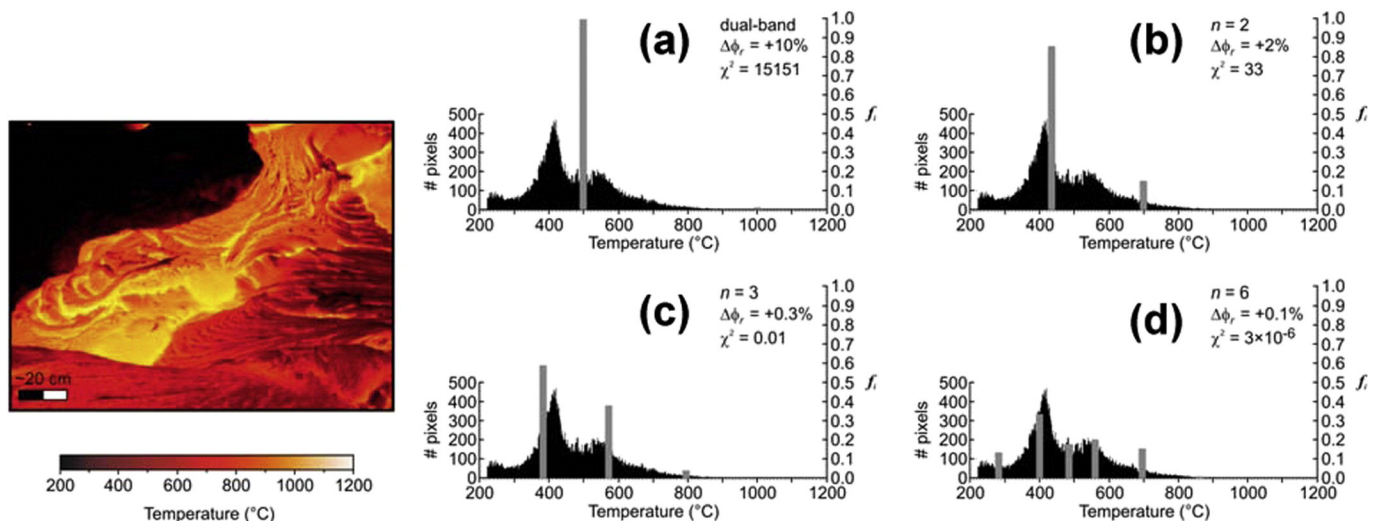 ~20 cm
200 400 600 800 1000 1200
Temperature (°C)
(a)
dual-band
Δϕr = +10%
χ² = 15151
# pixels
500
400
300
200
100
0
1.0
0.9
0.8
0.7
0.6
0.5
0.4
0.3
0.2
0.1
0.0
fi
200 400 600 800 1000 1200
Temperature (°C)
(b)
n = 2
Δϕr = +2%
χ² = 33
# pixels
500
400
300
200
100
0
1.0
0.9
0.8
0.7
0.6
0.5
0.4
0.3
0.2
0.1
0.0
fi
200 400 600 800 1000 1200
Temperature (°C)
(c)
n = 3
Δϕr = +0.3%
χ² = 0.01
# pixels
500
400
300
200
100
0
1.0
0.9
0.8
0.7
0.6
0.5
0.4
0.3
0.2
0.1
0.0
fi
200 400 600 800 1000 1200
Temperature (°C)
(d)
n = 6
Δϕr = +0.1%
χ² = 3×10⁻⁶
# pixels
500
400
300
200
100
0
1.0
0.9
0.8
0.7
0.6
0.5
0.4
0.3
0.2
0.1
0.0
fi
200 400 600 800 1000 1200
Temperature (°C)